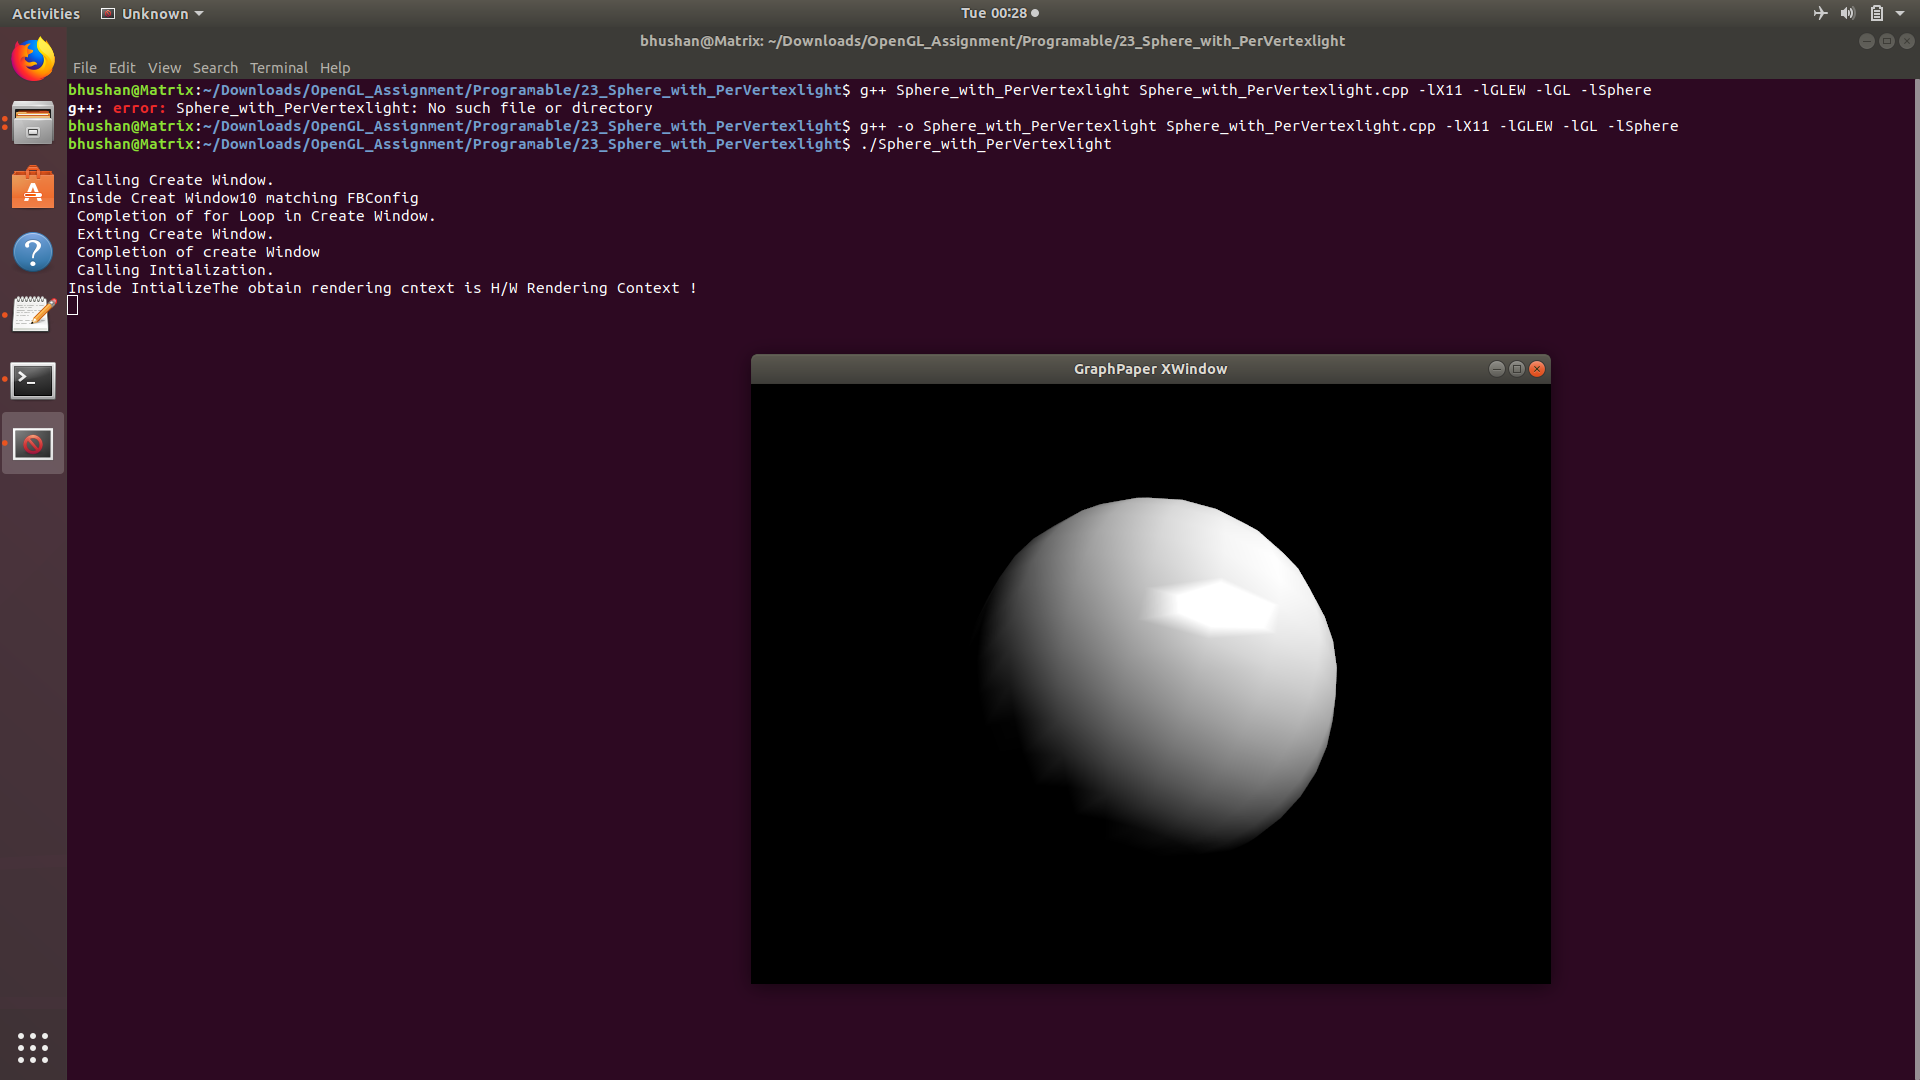 Activities Unknown Tue 00:28
bhushan@Matrix: ~/Downloads/OpenGL_Assignment/Programable/23_Sphere_with_PerVertexlight
File Edit View Search Terminal Help
bhushan@Matrix:~/Downloads/OpenGL_Assignment/Programable/23_Sphere_with_PerVertexlight$ g++ Sphere_with_PerVertexlight Sphere_with_PerVertexlight.cpp -lX11 -lGLEW -lGL -lSphere
g++: error: Sphere_with_PerVertexlight: No such file or directory
bhushan@Matrix:~/Downloads/OpenGL_Assignment/Programable/23_Sphere_with_PerVertexlight$ g++ -o Sphere_with_PerVertexlight Sphere_with_PerVertexlight.cpp -lX11 -lGLEW -lGL -lSphere
bhushan@Matrix:~/Downloads/OpenGL_Assignment/Programable/23_Sphere_with_PerVertexlight$ ./Sphere_with_PerVertexlight
Calling Create Window.
Inside Creat Window10 matching FBConfig
Completion of for Loop in Create Window.
Exiting Create Window.
Completion of create Window
Calling Intialization.
Inside IntializeThe obtain rendering cntext is H/W Rendering Context !
GraphPaper XWindow